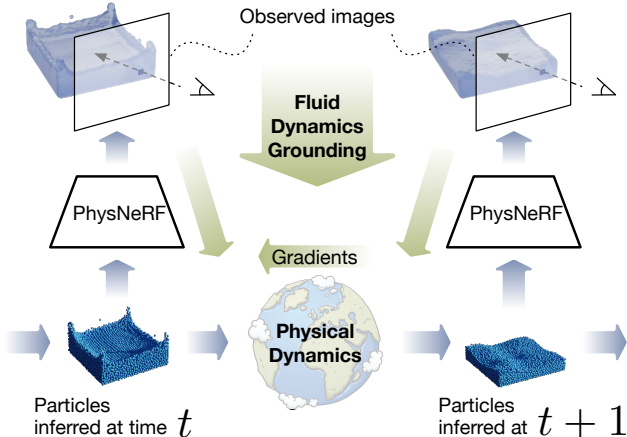 Observed images
Fluid
Dynamics
Grounding
PhysNeRF
PhysNeRF
Gradients
Physical
Dynamics
Particles
inferred at time t
Particles
inferred at t + 1